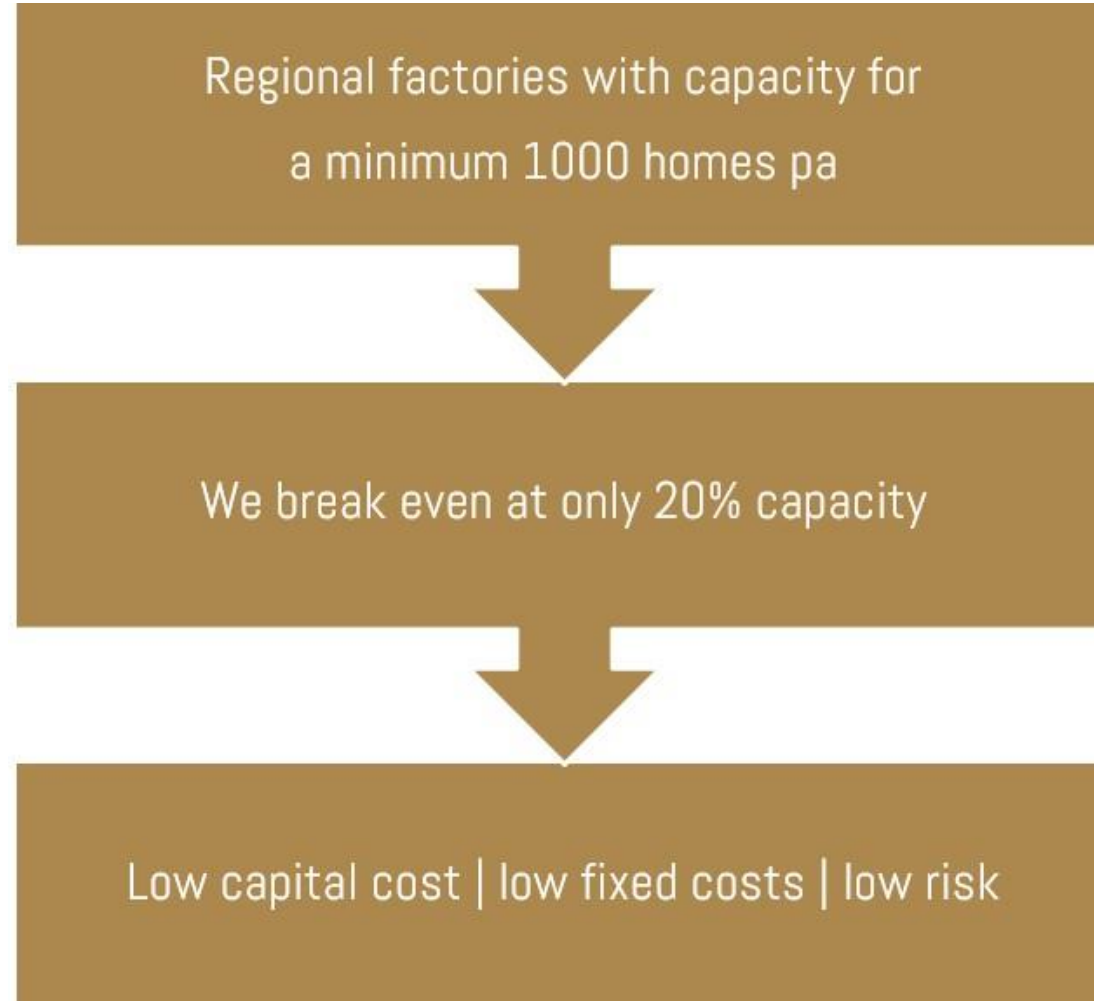 Regional factories with capacity for
a minimum 1000 homes pa
We break even at only 20% capacity
Low capital cost | low fixed costs | low risk